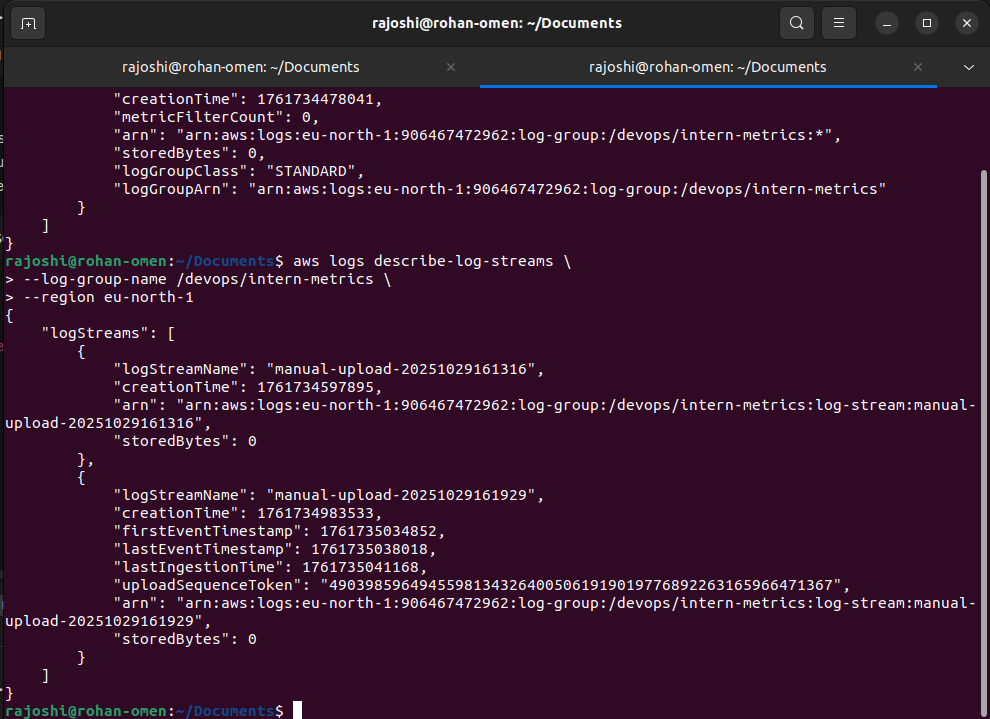 rajoshi@rohan-omen: ~/Documents
rajoshi@rohan-omen: ~/Documents
rajoshi@rohan-omen: ~/Documents
            "creationTime": 1761734478041,
            "metricFilterCount": 0,
            "arn": "arn:aws:logs:eu-north-1:906467472962:log-group:/devops/intern-metrics:*",
            "storedBytes": 0,
            "logGroupClass": "STANDARD",
            "logGroupArn": "arn:aws:logs:eu-north-1:906467472962:log-group:/devops/intern-metrics"
        }
    ]
}
rajoshi@rohan-omen:~/Documents$ aws logs describe-log-streams \
> --log-group-name /devops/intern-metrics \
> --region eu-north-1
{
    "logStreams": [
        {
            "logStreamName": "manual-upload-20251029161316",
            "creationTime": 1761734597895,
            "arn": "arn:aws:logs:eu-north-1:906467472962:log-group:/devops/intern-metrics:log-stream:manual-
upload-20251029161316",
            "storedBytes": 0
        },
        {
            "logStreamName": "manual-upload-20251029161929",
            "creationTime": 1761734983533,
            "firstEventTimestamp": 1761735034852,
            "lastEventTimestamp": 1761735038018,
            "lastIngestionTime": 1761735041168,
            "uploadSequenceToken": "49039859649455981343264005061919019776892263165966471367",
            "arn": "arn:aws:logs:eu-north-1:906467472962:log-group:/devops/intern-metrics:log-stream:manual-
upload-20251029161929",
            "storedBytes": 0
        }
    ]
}
rajoshi@rohan-omen:~/Documents$